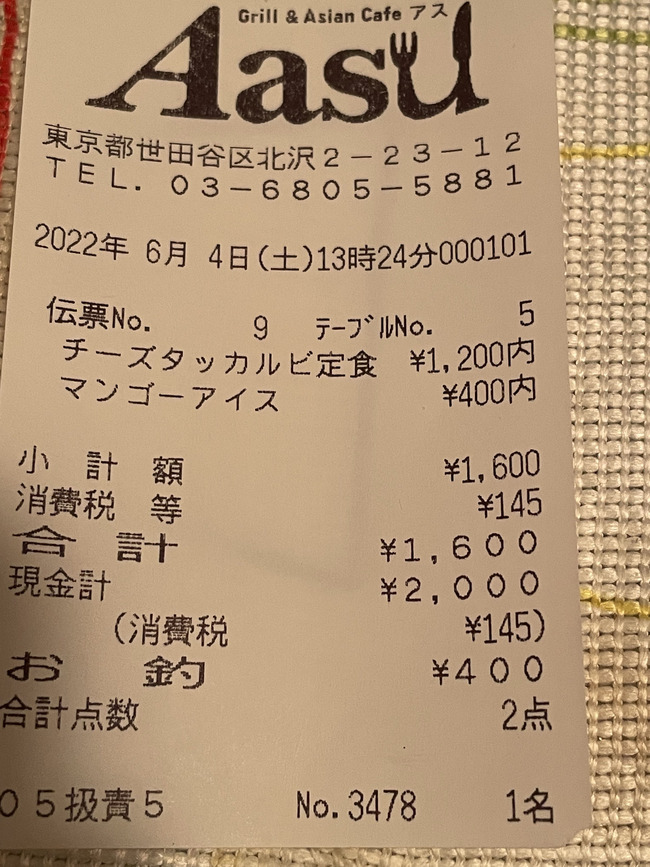 Grill & Asian Cafe アス
Aasu
東京都世田谷区北沢2-23-12
TEL. 03-6805-5881
2022年 6月 4日(土)13時24分000101
伝票No. 9 テーブルNo. 5
チーズタッカルビ定食 ¥1,200内
マンゴーアイス ¥400内
小 計 額 ¥1,600
消費税 等 ¥145
合 計 ¥1,600
現金計 ¥2,000
(消費税 ¥145)
お 釣 ¥400
合計点数 2点
05扱責5 No.3478 1名